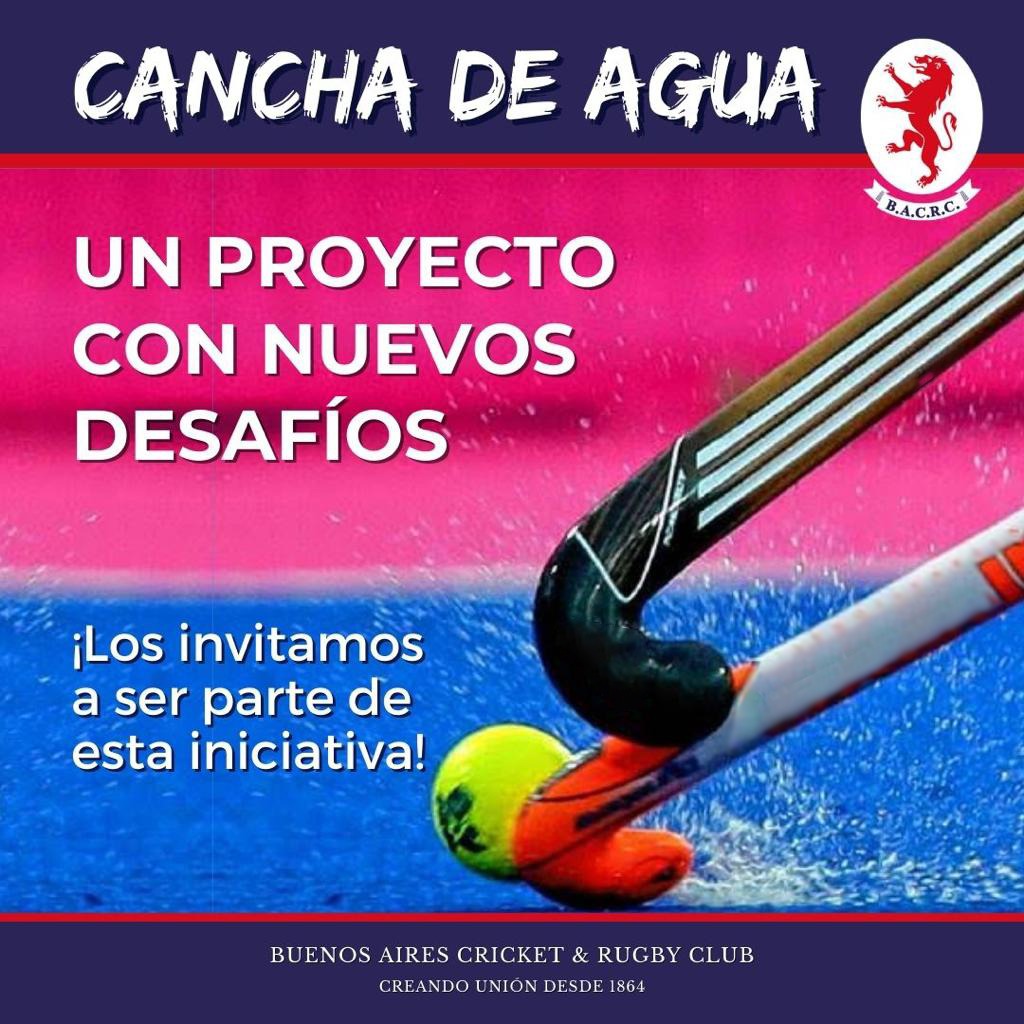 CANCHA DE AGUA
B.A.C.R.C.
UN PROYECTO
CON NUEVOS
DESAFÍOS
¡Los invitamos
a ser parte de
esta iniciativa!
BUENOS AIRES CRICKET & RUGBY CLUB
CREANDO UNIÓN DESDE 1864